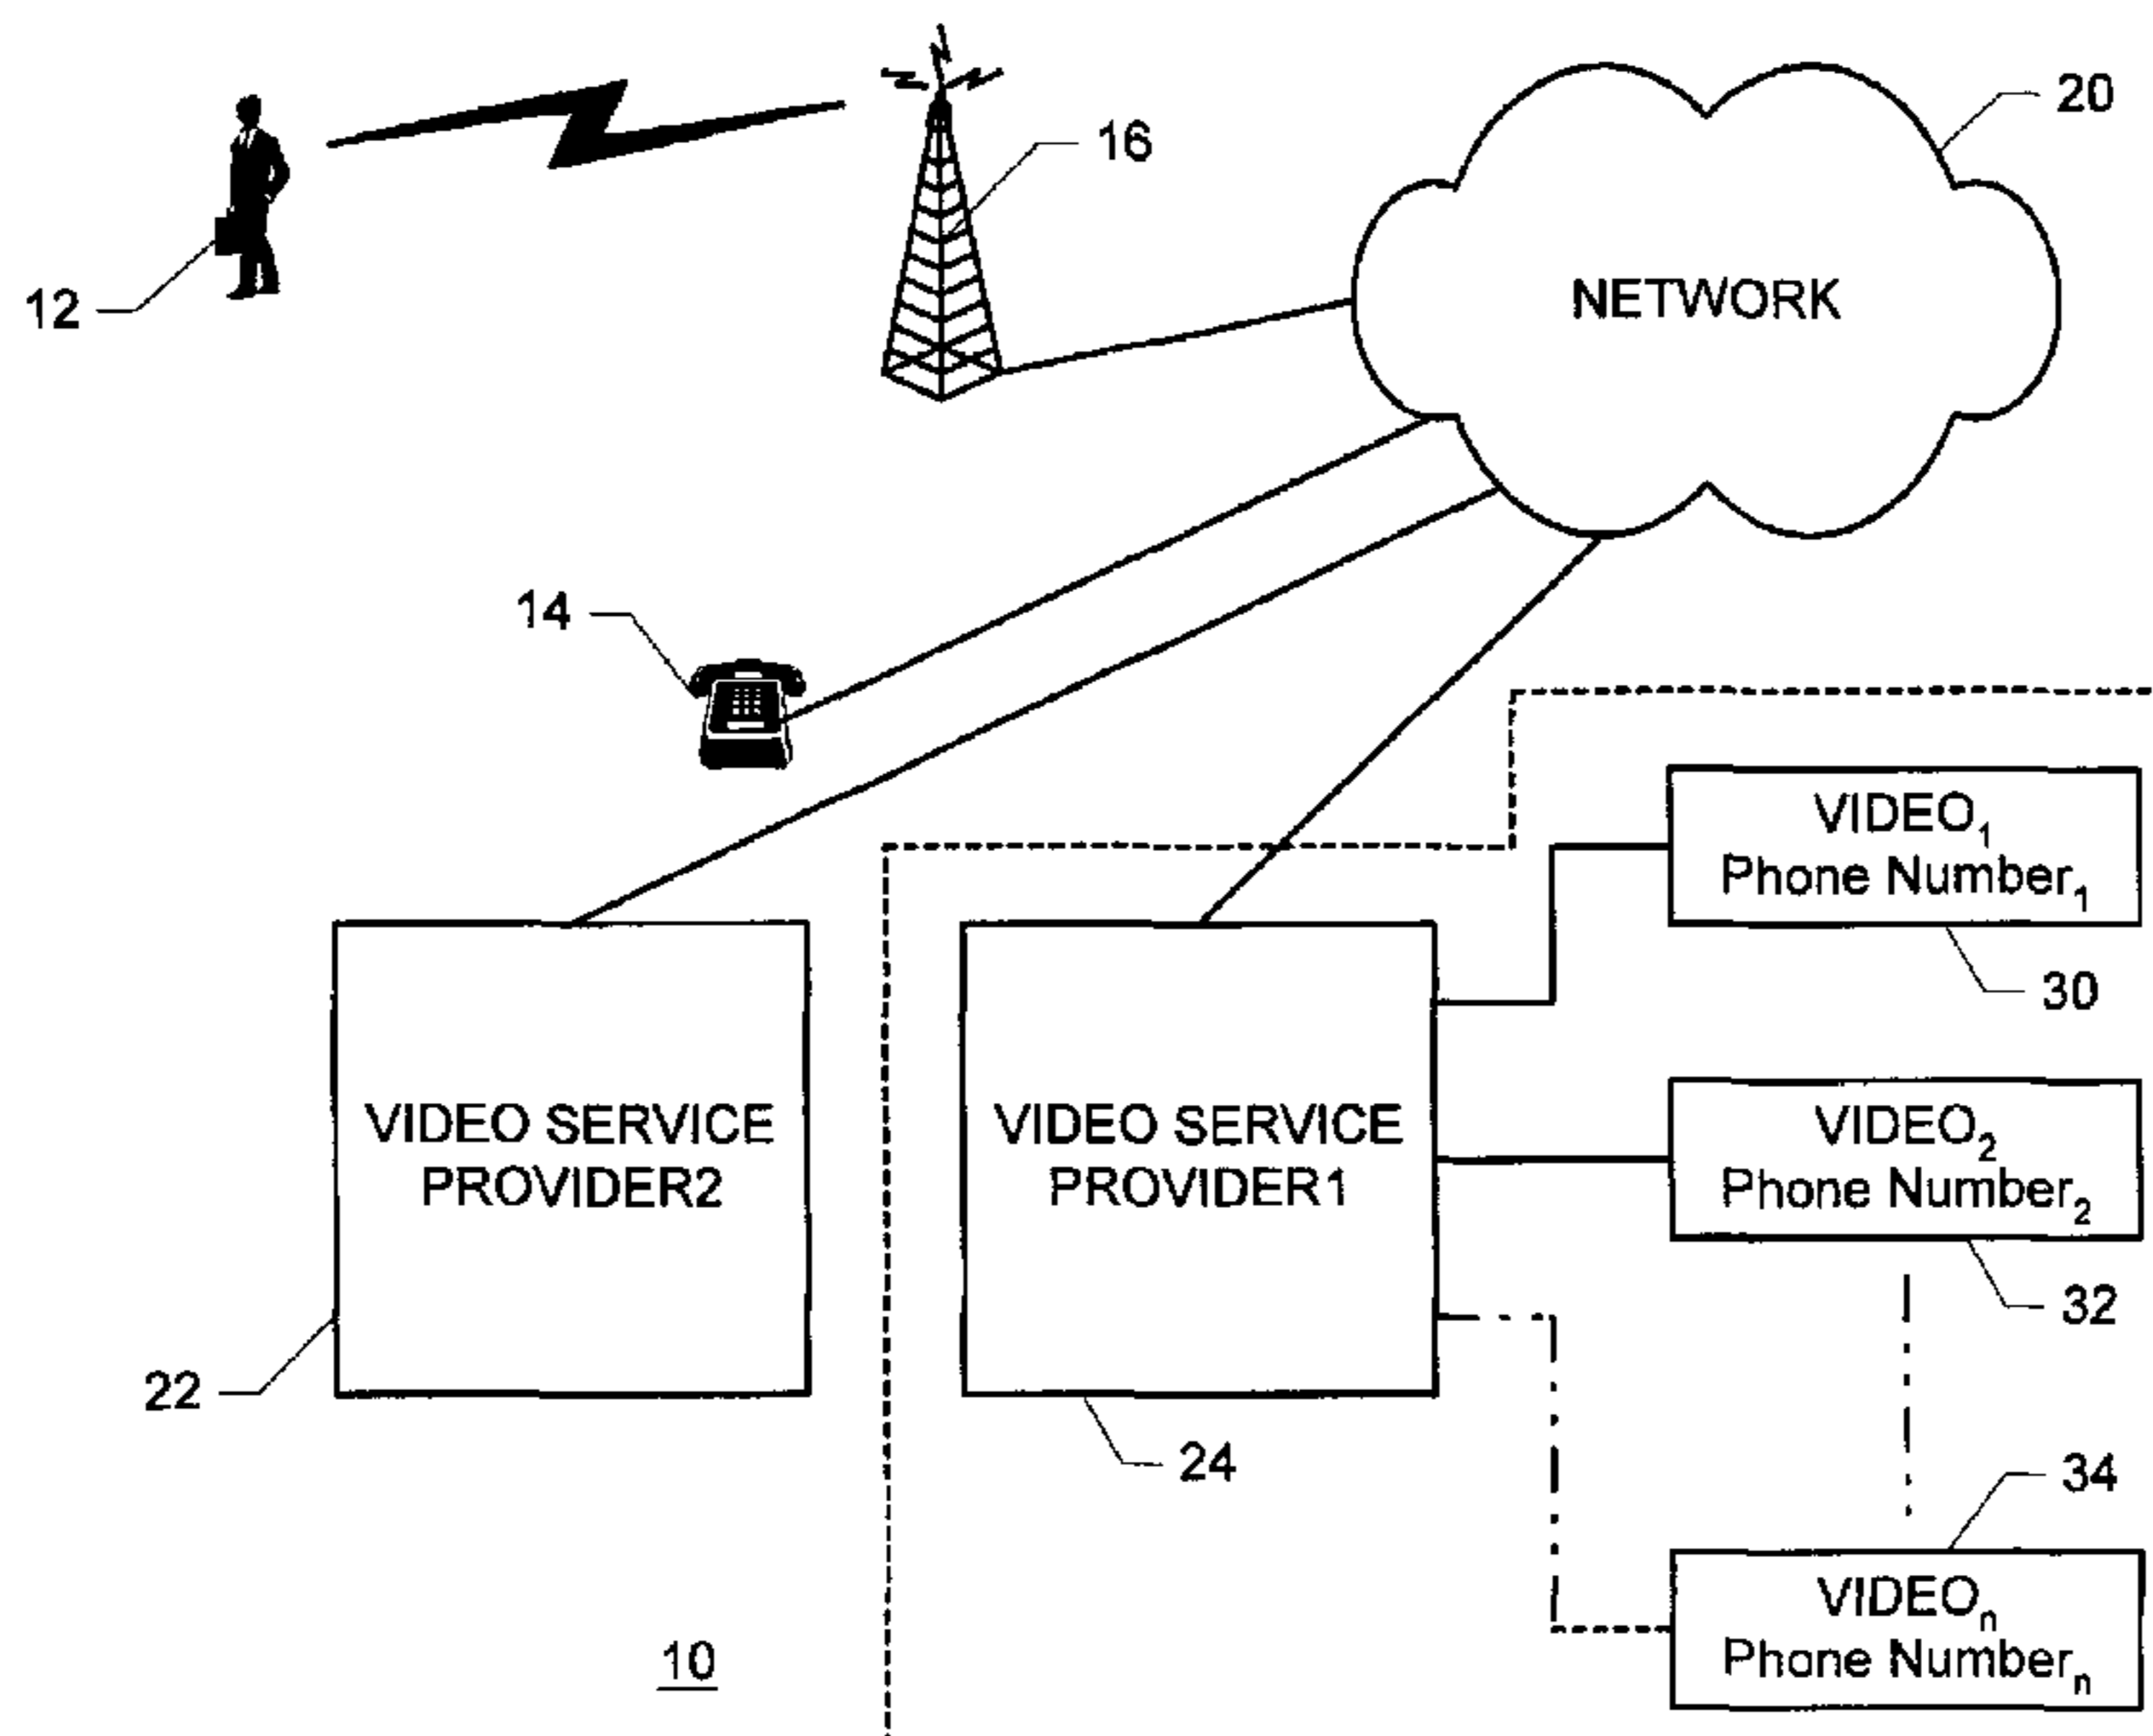 20
16
12
NETWORK
14
VIDEO₁
Phone Number₁
30
VIDEO SERVICE
PROVIDER2
VIDEO SERVICE
PROVIDER1
VIDEO₂
Phone Number₂
32
22
24
34
VIDEOₙ
Phone Numberₙ
10